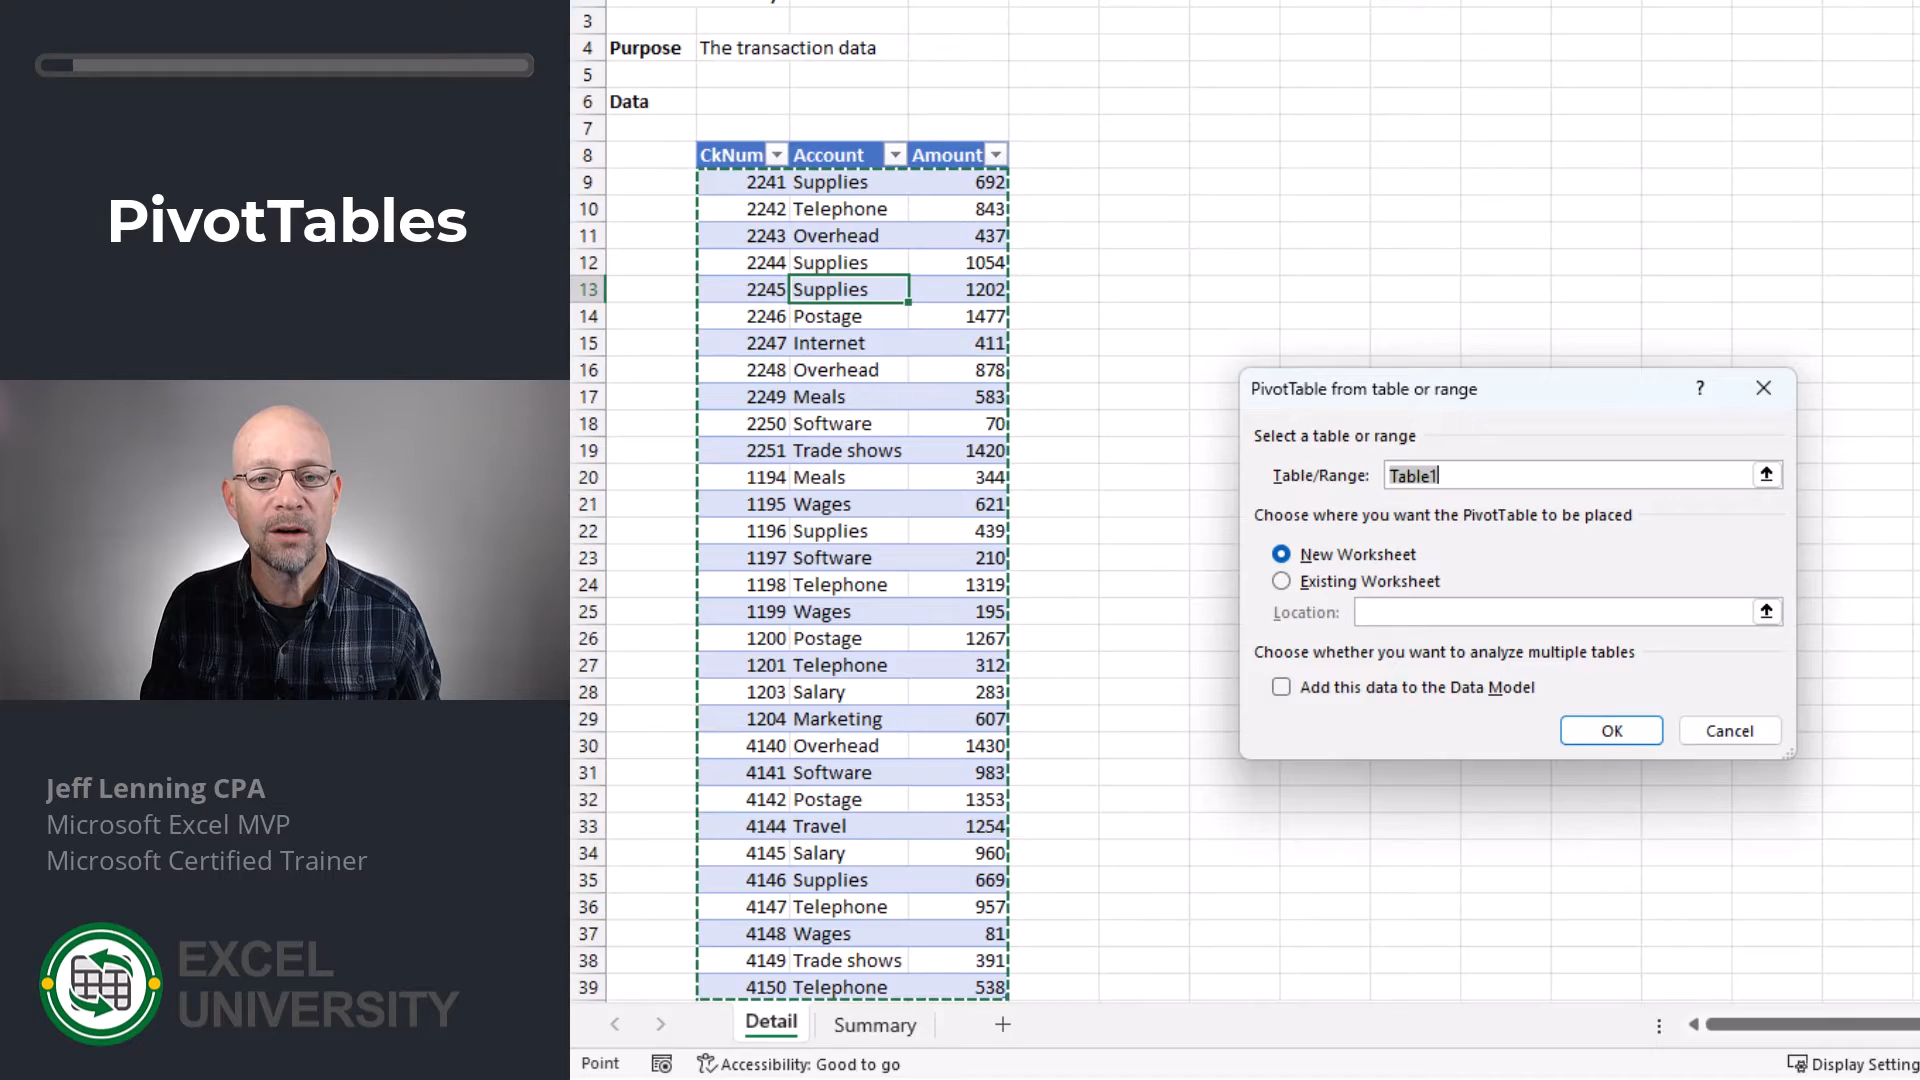 PivotTables
Jeff Lenning CPA
Microsoft Excel MVP
Microsoft Certified Trainer
EXCEL
UNIVERSITY
3
4 Purpose The transaction data
5
6 Data
7
8 CkNum Account Amount
9 2241 Supplies 692
10 2242 Telephone 843
11 2243 Overhead 437
12 2244 Supplies 1054
13 2245 Supplies 1202
14 2246 Postage 1477
15 2247 Internet 411
16 2248 Overhead 878
17 2249 Meals 583
18 2250 Software 70
19 2251 Trade shows 1420
20 1194 Meals 344
21 1195 Wages 621
22 1196 Supplies 439
23 1197 Software 210
24 1198 Telephone 1319
25 1199 Wages 195
26 1200 Postage 1267
27 1201 Telephone 312
28 1203 Salary 283
29 1204 Marketing 607
30 4140 Overhead 1430
31 4141 Software 983
32 4142 Postage 1353
33 4144 Travel 1254
34 4145 Salary 960
35 4146 Supplies 669
36 4147 Telephone 957
37 4148 Wages 81
38 4149 Trade shows 391
39 4150 Telephone 538
PivotTable from table or range ?
Select a table or range
Table/Range: Table1
Choose where you want the PivotTable to be placed
New Worksheet
Existing Worksheet
Location:
Choose whether you want to analyze multiple tables
Add this data to the Data Model
OK Cancel
Detail Summary
Point Accessibility: Good to go Display Setting